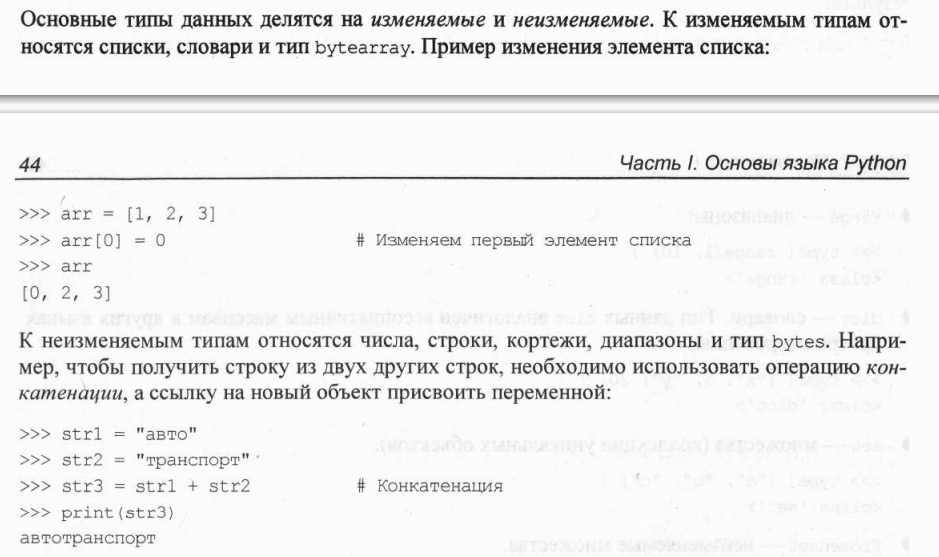 Основные типы данных делятся на изменяемые и неизменяемые. К изменяемым типам от-
носятся списки, словари и тип bytearray. Пример изменения элемента списка:
44 Часть I. Основы языка Python
>>> arr = [1, 2, 3]
>>> arr[0] = 0 # Изменяем первый элемент списка
>>> arr
[0, 2, 3]
К неизменяемым типам относятся числа, строки, кортежи, диапазоны и тип bytes. Напри-
мер, чтобы получить строку из двух других строк, необходимо использовать операцию кон-
катенации, а ссылку на новый объект присвоить переменной:
>>> str1 = "авто"
>>> str2 = "транспорт"
>>> str3 = str1 + str2 # Конкатенация
>>> print(str3)
автотранспорт